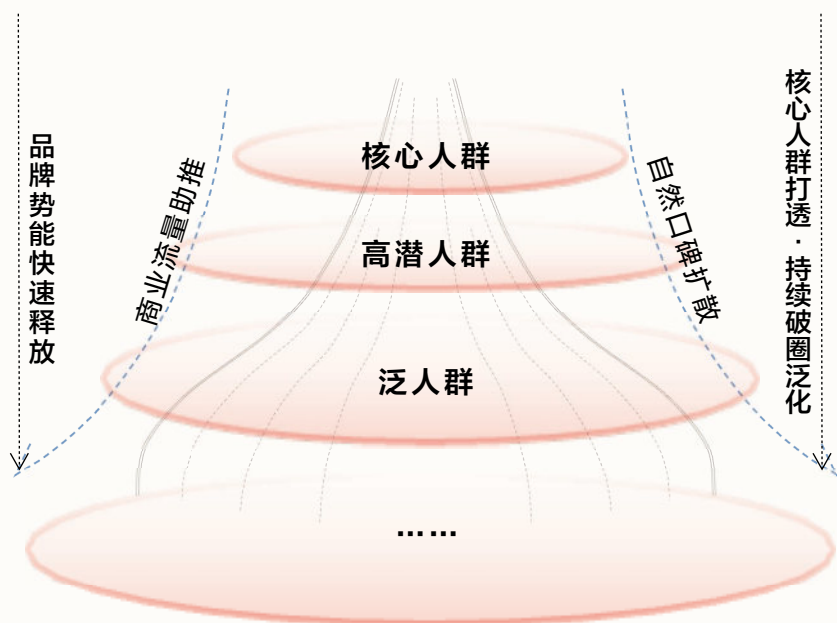 核心人群
高潜人群
泛人群
……
品牌势能快速释放
商业流量助推
自然口碑扩散
核心人群打透·持续破圈泛化